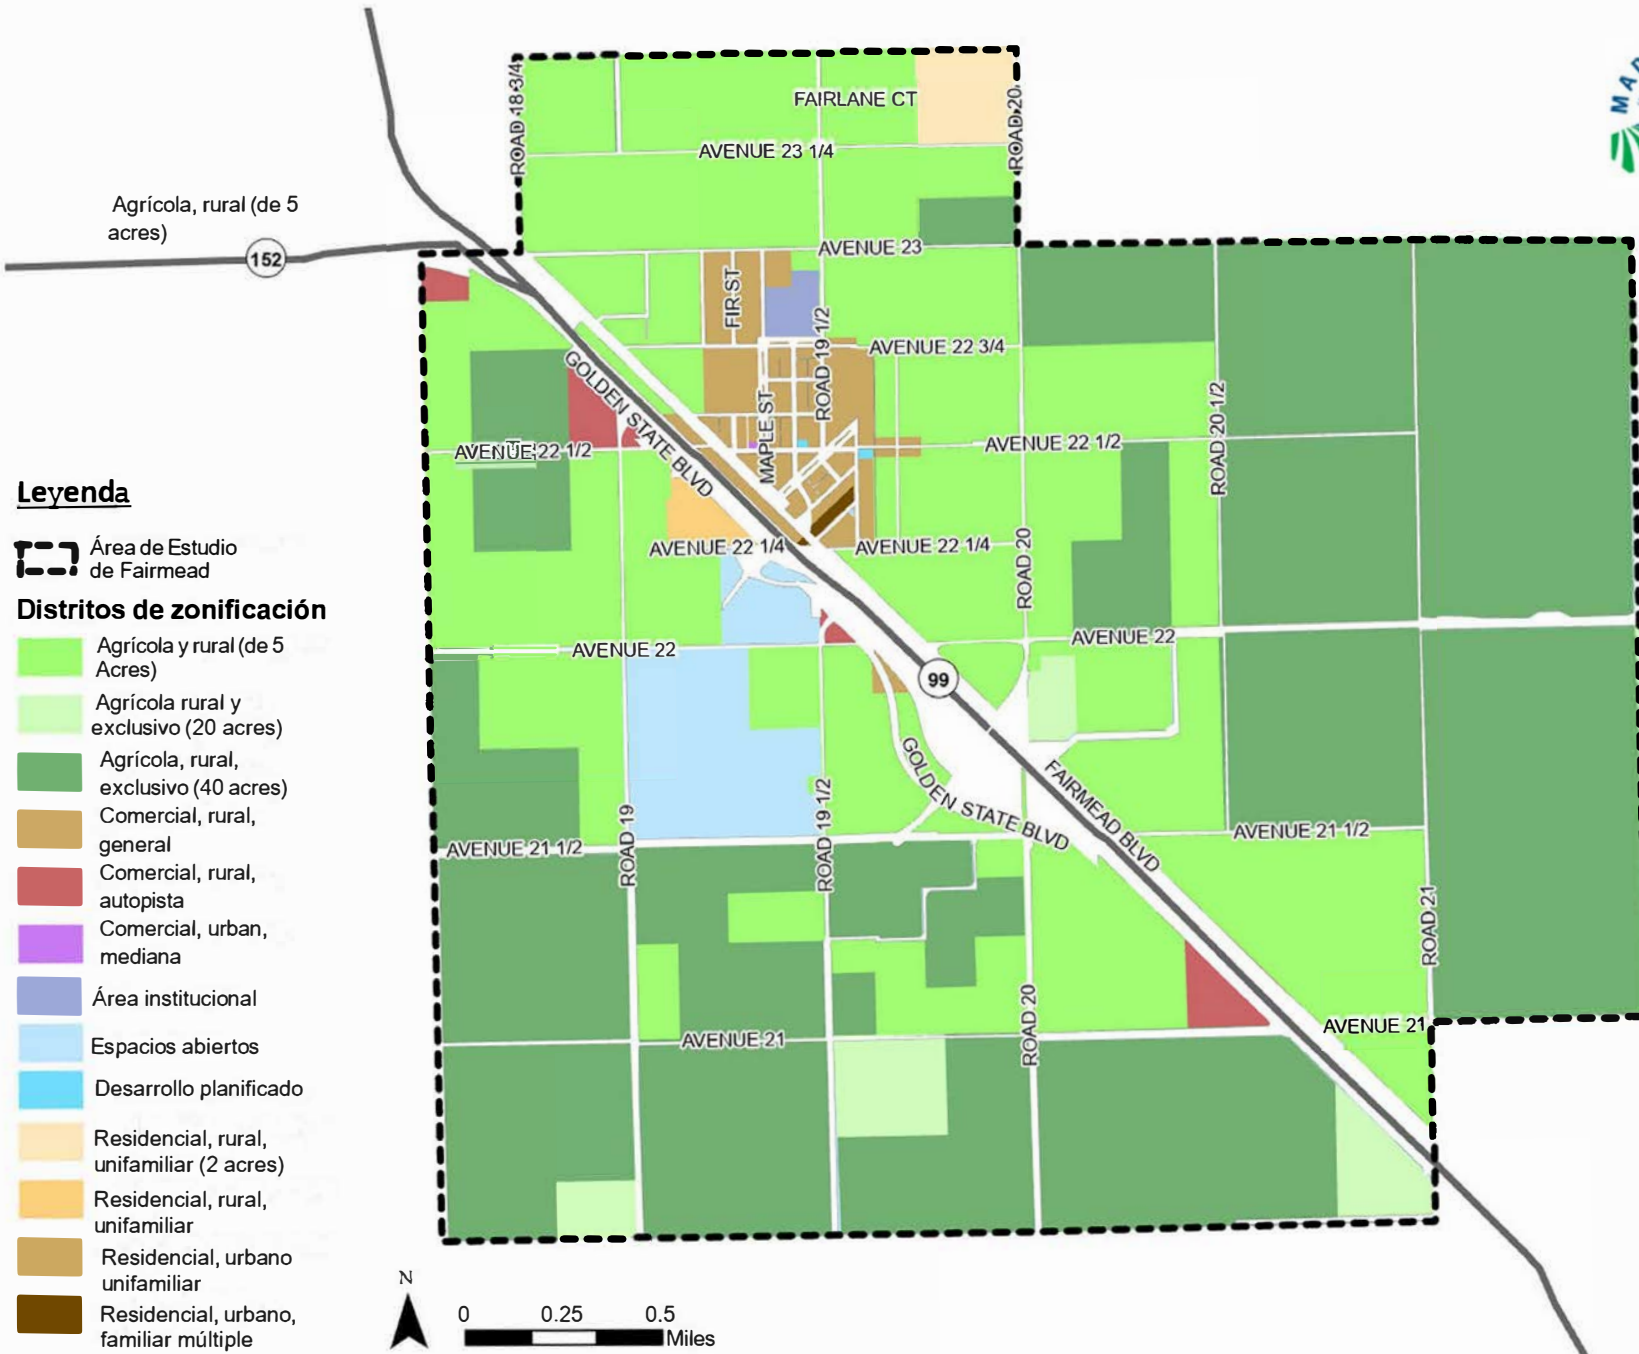 MAD
ROAD 18 3/4
FAIRLANE CT
ROAD 20
AVENUE 23 1/4
Agrícola, rural (de 5
acres)
152
AVENUE 23
FIR ST
ROAD 19 1/2
AVENUE 22 3/4
GOLDEN STATE BLVD
MAPLE ST
ROAD 20 1/2
AVENUE 22 1/2
AVENUE 22 1/2
Leyenda
Área de Estudio
de Fairmead
AVENUE 22 1/4
AVENUE 22 1/4
ROAD 20
Distritos de zonificación
Agrícola y rural (de 5
Acres)
AVENUE 22
AVENUE 22
99
Agrícola rural y
exclusivo (20 acres)
Agrícola, rural,
exclusivo (40 acres)
GOLDEN STATE BLVD
FAIRMEAD BLVD
ROAD 19
ROAD 19 1/2
Comercial, rural,
general
AVENUE 21 1/2
AVENUE 21 1/2
Comercial, rural,
autopista
ROAD 21
Comercial, urban,
mediana
Área institucional
ROAD 20
AVENUE 21
AVENUE 21
Espacios abiertos
Desarrollo planificado
Residencial, rural,
unifamiliar (2 acres)
Residencial, rural,
unifamiliar
Residencial, urbano
unifamiliar
Residencial, urbano,
familiar múltiple
N
0 0.25 0.5
Miles